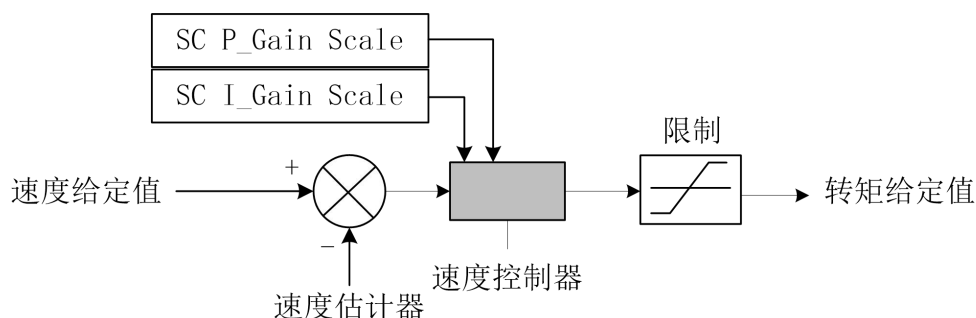 SC P_Gain Scale
SC I_Gain Scale
限制
+
速度给定值
转矩给定值
−
速度控制器
速度估计器